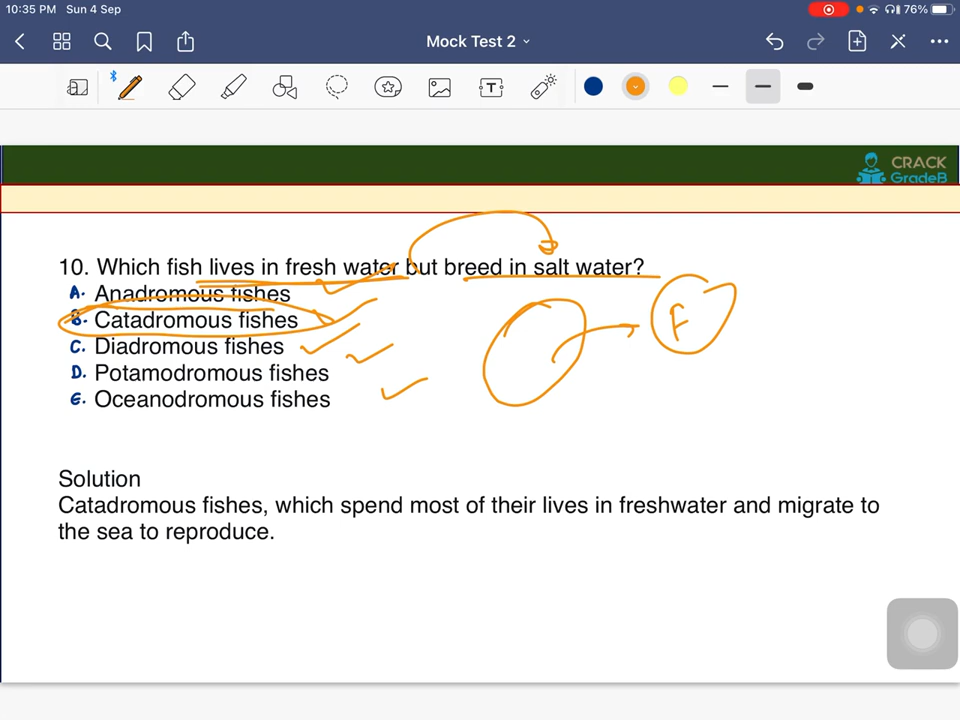 10:35 PM Sun 4 Sep 76%
Mock Test 2
T
CRACK
GradeB
10. Which fish lives in fresh water but breed in salt water?
A. Anadromous fishes
B. Catadromous fishes
C. Diadromous fishes
D. Potamodromous fishes
E. Oceanodromous fishes
F
Solution
Catadromous fishes, which spend most of their lives in freshwater and migrate to
the sea to reproduce.